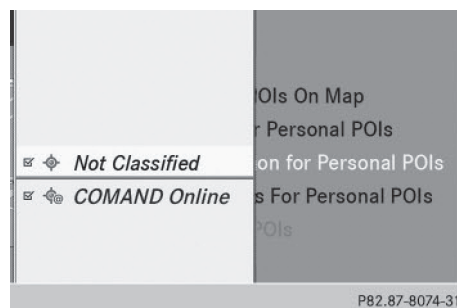 POIs On Map
r Personal POIs
Not Classified on for Personal POIs
COMAND Online s For Personal POIs
POIs
P82.87-8074-31